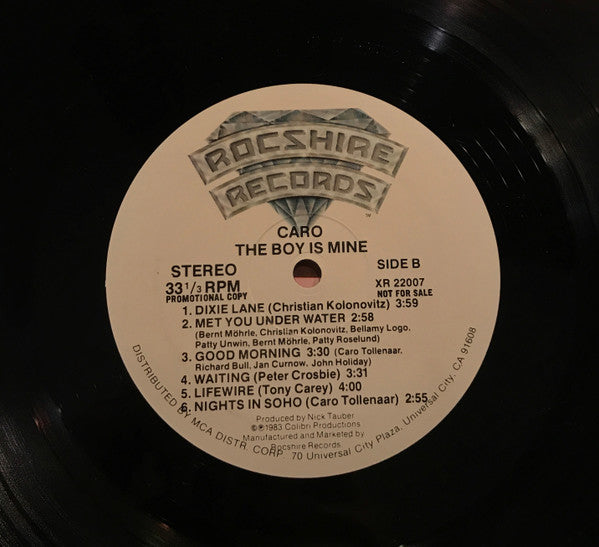 ROCSHIRE
RECORDS
SM
CARO
THE BOY IS MINE
STEREO
SIDE B
33 1/3 RPM
XR 22007
PROMOTIONAL COPY
NOT FOR SALE
1. DIXIE LANE (Christian Kolonovitz) 3:59
2. MET YOU UNDER WATER 2:58
(Bernt Möhrle, Christian Kolonovitz, Bellamy Logo,
Patty Unwin, Bernt Möhrle, Patty Roselund)
3. GOOD MORNING 3:30 (Caro Tollenaar,
Richard Bull, Jan Curnow, John Holiday)
4. WAITING (Peter Crosbie) 3:31
5. LIFEWIRE (Tony Carey) 4:00
6. NIGHTS IN SOHO (Caro Tollenaar) 2:55
Produced by Nick Tauber
©℗1983 Colibri Productions
Manufactured and Marketed by
Rocshire Records
DISTRIBUTED BY MCA DISTR. CORP. 70 Universal City Plaza, Universal City, CA 91608